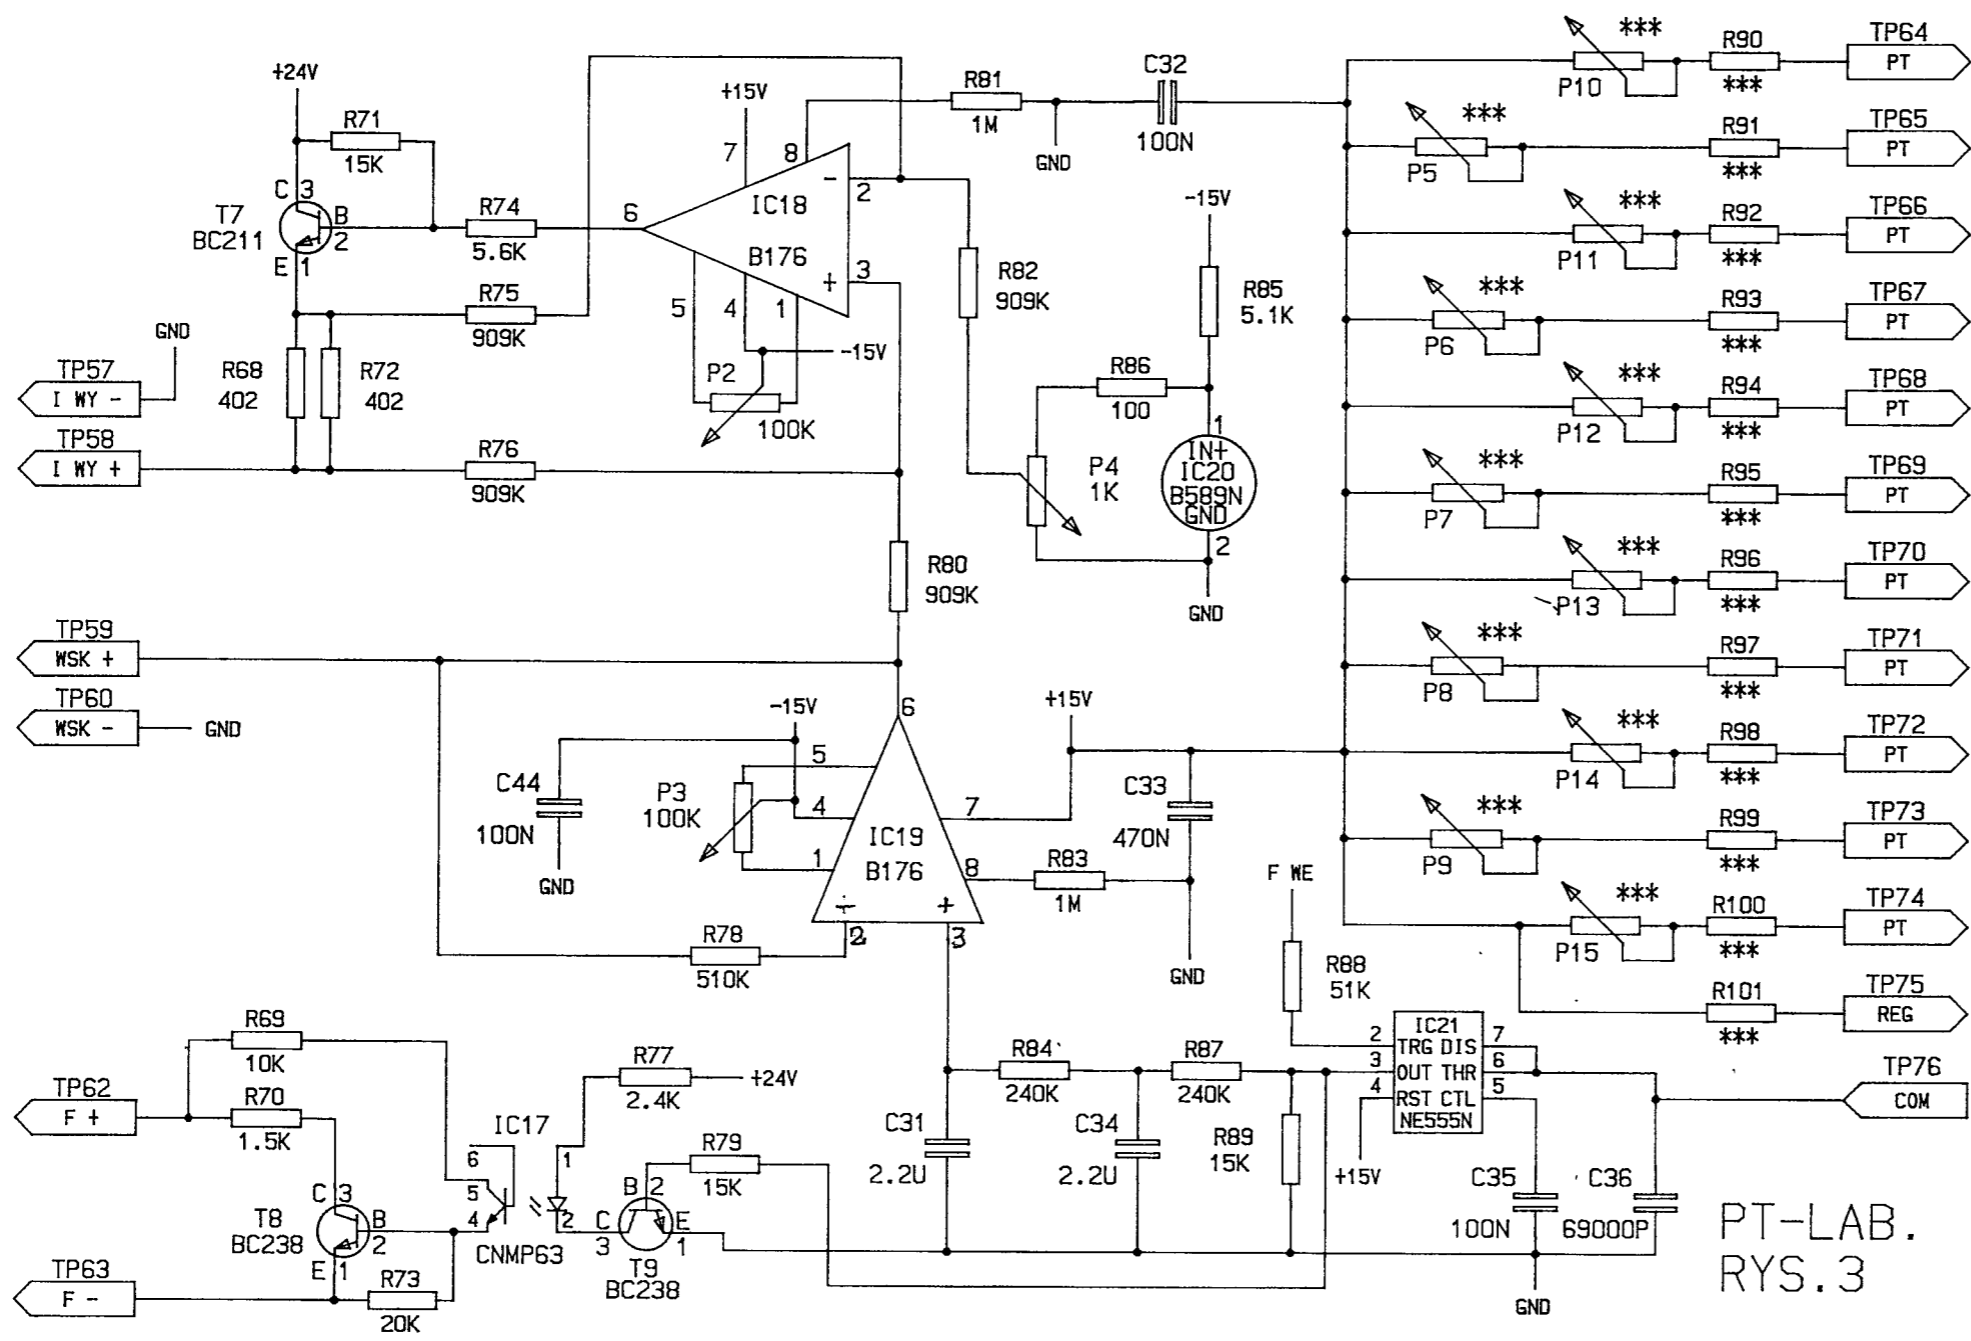 +24V
R71
15K
C 3
T7
BC211
B
2
E 1
R74
5.6K
R75
909K
GND
TP57
I WY -
TP58
I WY +
R68
402
R72
402
R76
909K
+15V
7
8
IC18
B176
6
-
2
+
3
5
4
1
-15V
P2
100K
R81
1M
GND
C32
100N
R82
909K
-15V
R85
5.1K
R86
100
P4
1K
1
IN+
IC20
B589N
GND
2
GND
R80
909K
TP59
WSK +
TP60
WSK -
GND
-15V
C44
100N
GND
P3
100K
5
4
1
6
IC19
B176
7
8
-
+
2
3
+15V
C33
470N
R83
1M
GND
R78
510K
R69
10K
R70
1.5K
TP62
F +
TP63
F -
C 3
T8
BC238
B
2
E 1
R73
20K
IC17
6
5
4
1
2
CNMP63
R77
2.4K
+24V
R79
15K
B 2
C
3
E
1
T9
BC238
R84
240K
R87
240K
C31
2.2U
C34
2.2U
R89
15K
F WE
R88
51K
IC21
2
TRG DIS
7
3
OUT THR
6
4
RST CTL
5
NE555N
+15V
C35
100N
C36
69000P
GND
P10
***
R90
***
TP64
PT
P5
***
R91
***
TP65
PT
P11
***
R92
***
TP66
PT
P6
***
R93
***
TP67
PT
P12
***
R94
***
TP68
PT
P7
***
R95
***
TP69
PT
P13
***
R96
***
TP70
PT
P8
***
R97
***
TP71
PT
P14
***
R98
***
TP72
PT
P9
***
R99
***
TP73
PT
P15
***
R100
***
TP74
PT
R101
***
TP75
REG
TP76
COM
PT-LAB.
RYS.3